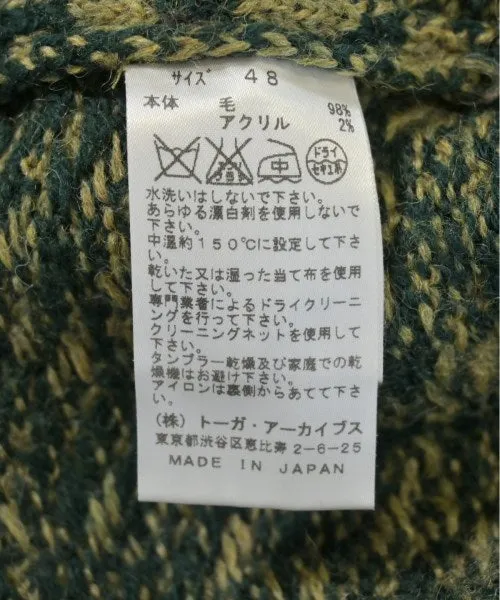 サイズ 48
本体 毛 98%
アクリル 2%
中 ドライ セキユ系
水洗いはしないで下さい。
あらゆる漂白剤を使用しないで
下さい。
中温約150℃に設定して下さ
い。
乾いた又は湿った当て布を使用
して下さい。
専門業者によるドライクリーニ
ングを行って下さい。
クリーニングネットを使用して
下さい。
タンブラー乾燥及び家庭での乾
燥機はお避け下さい。
アイロンは裏側からあてて下さ
い。
(株) トーガ・アーカイブス
東京都渋谷区恵比寿 2-6-25
MADE IN JAPAN